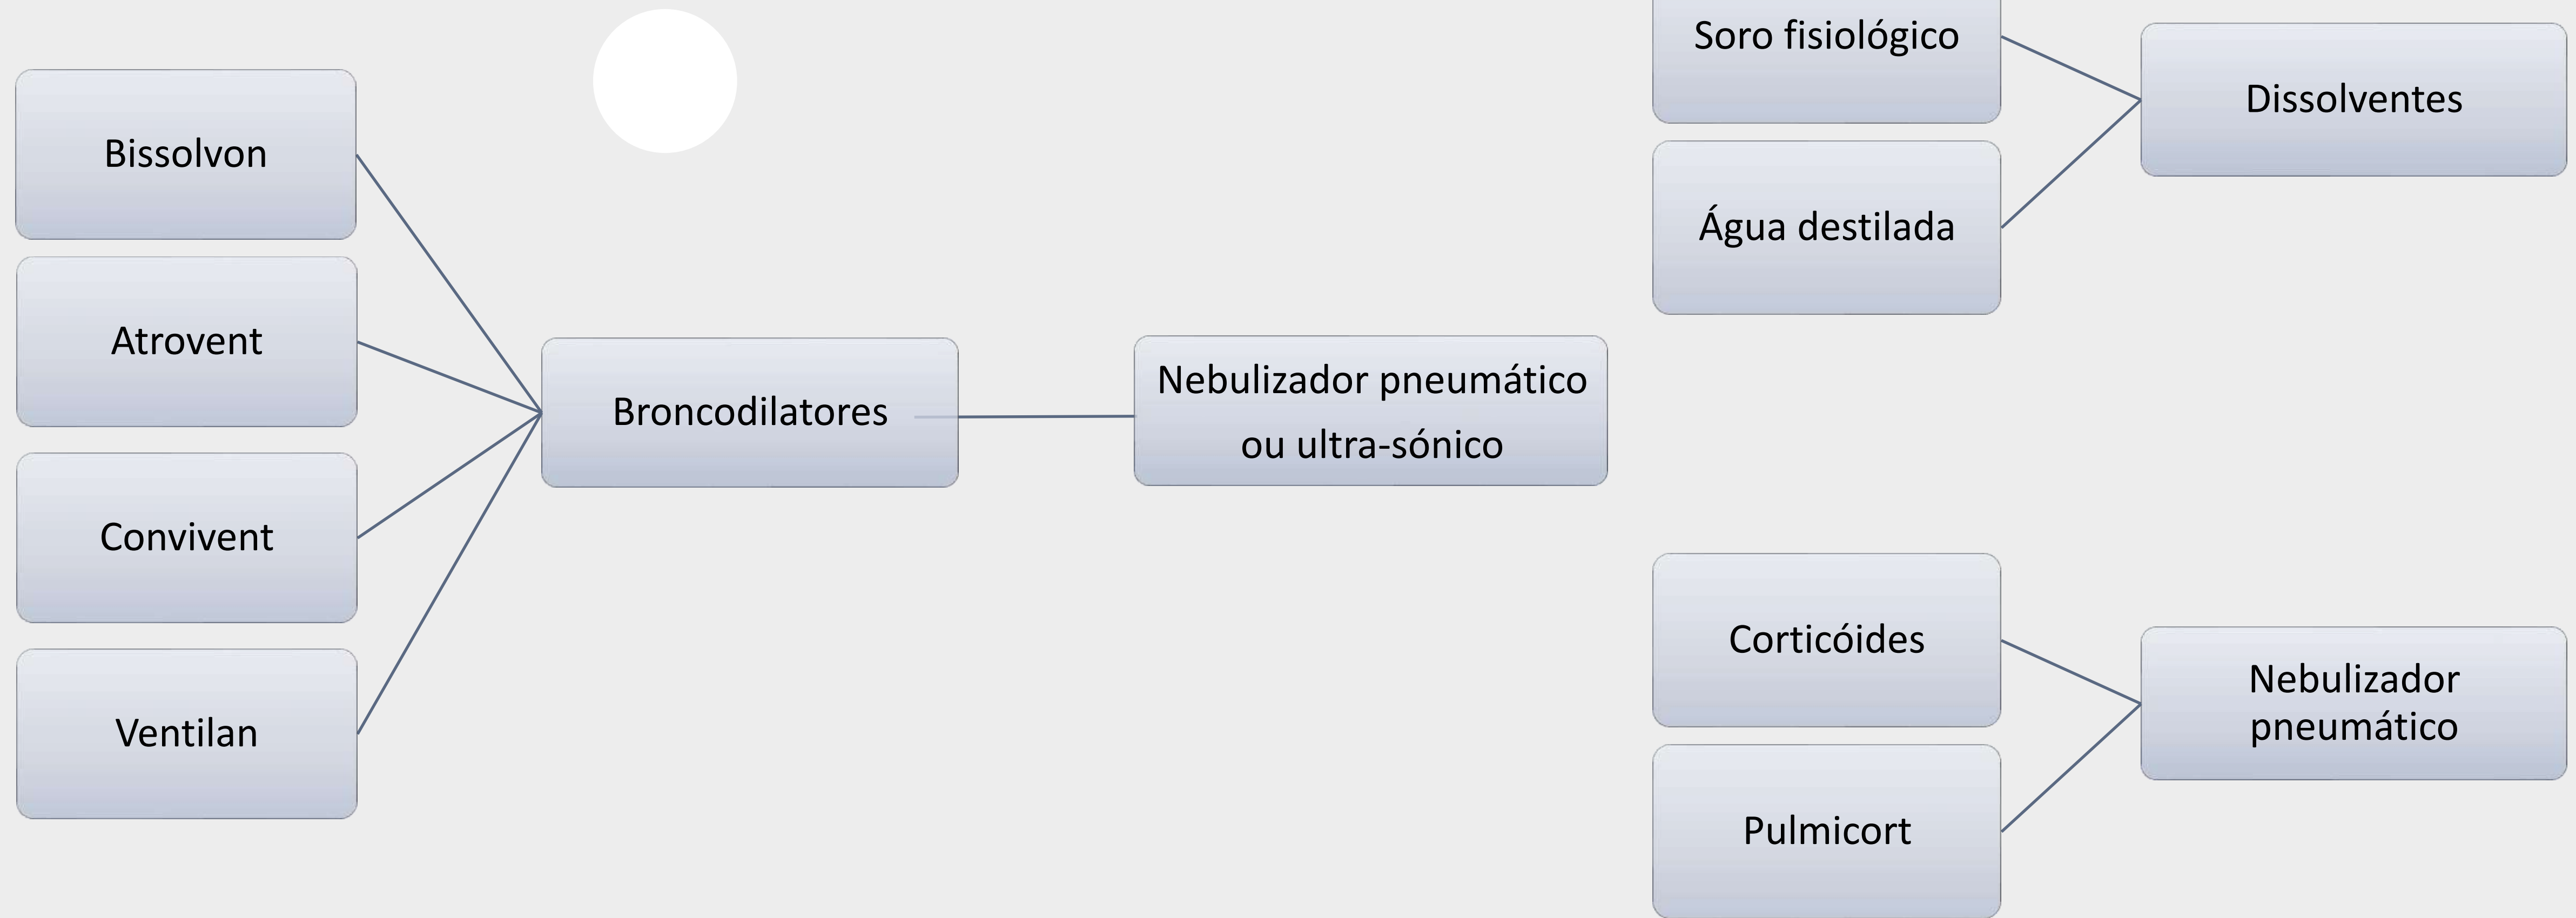 Bissolvon
Atrovent
Convivent
Ventilan
Broncodilatores
Nebulizador pneumático
ou ultra-sónico
Soro fisiológico
Água destilada
Dissolventes
Corticóides
Pulmicort
Nebulizador
pneumático